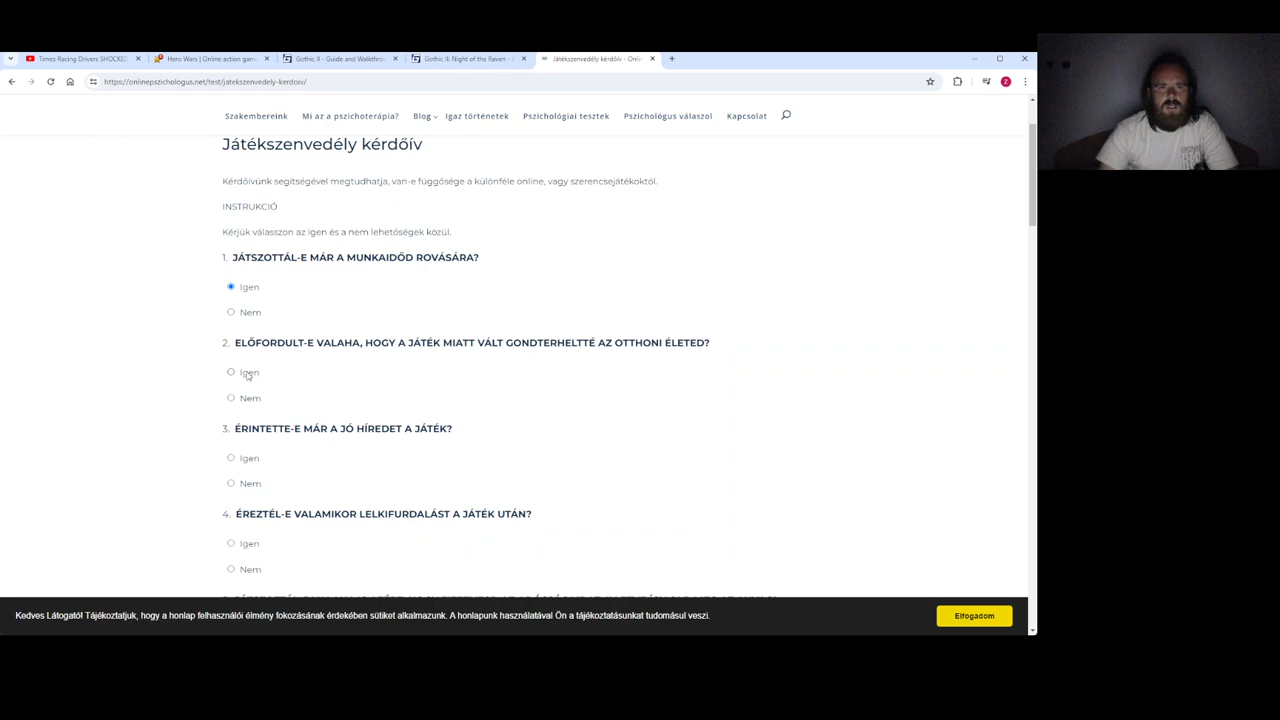 Times Racing Drivers SHOCKED
Hero Wars | Online action game
Gothic II - Guide and Walkthrou
Gothic II: Night of the Raven -
Játékszenvedély kérdőív - Onlin
https://onlinepszichologus.net/test/jatekszenvedely-kerdoiv/
Z
Szakembereink Mi az a pszichoterápia? Blog Igaz történetek Pszichológiai tesztek Pszichológus válaszol Kapcsolat
Játékszenvedély kérdőív
Kérdőívünk segítségével megtudhatja, van-e függősége a különféle online, vagy szerencsejátékoktól.
INSTRUKCIÓ
Kérjük válasszon az igen és a nem lehetőségek közül.
1. JÁTSZOTTÁL-E MÁR A MUNKAIDŐD ROVÁSÁRA?
Igen
Nem
2. ELŐFORDULT-E VALAHA, HOGY A JÁTÉK MIATT VÁLT GONDTERHELTTÉ AZ OTTHONI ÉLETED?
Igen
Nem
3. ÉRINTETTE-E MÁR A JÓ HÍREDET A JÁTÉK?
Igen
Nem
4. ÉREZTÉL-E VALAMIKOR LELKIFURDALÁST A JÁTÉK UTÁN?
Igen
Nem
Kedves Látogató! Tájékoztatjuk, hogy a honlap felhasználói élmény fokozásának érdekében sütiket alkalmazunk. A honlapunk használatával Ön a tájékoztatásunkat tudomásul veszi.
Elfogadom